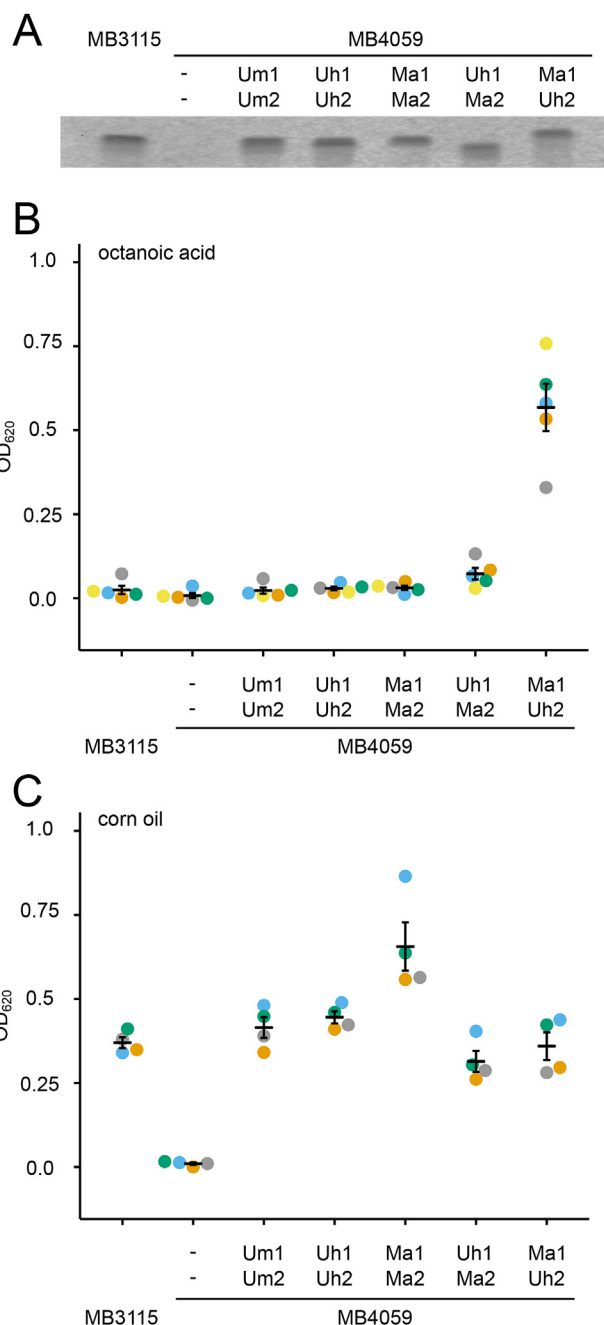 A
MB3115 MB4059
- Um1 Uh1 Ma1 Uh1 Ma1
- Um2 Uh2 Ma2 Ma2 Uh2
B
octanoic acid
1.0
0.75
0.5
OD620
0.25
0.0
- Um1 Uh1 Ma1 Uh1 Ma1
- Um2 Uh2 Ma2 Ma2 Uh2
MB3115 MB4059
C
corn oil
1.0
0.75
0.5
OD620
0.25
0.0
- Um1 Uh1 Ma1 Uh1 Ma1
- Um2 Uh2 Ma2 Ma2 Uh2
MB3115 MB4059